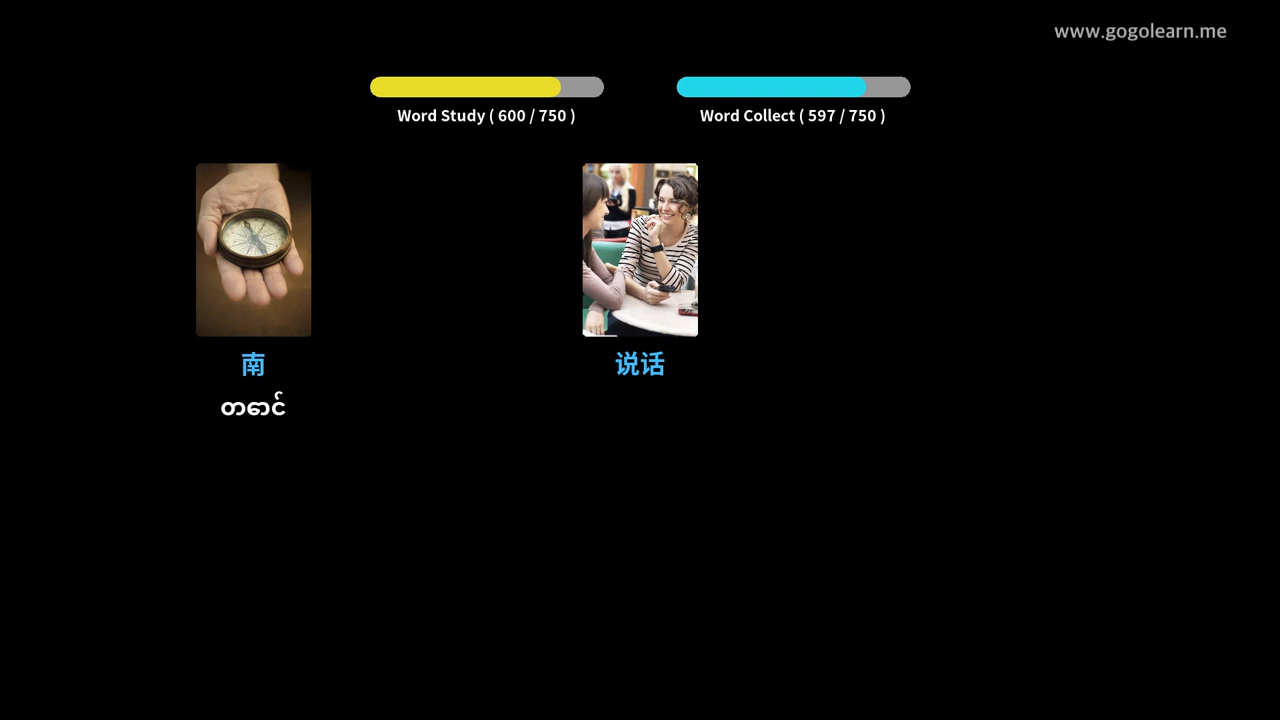 www.gogolearn.me
Word Study ( 600 / 750 )
Word Collect ( 597 / 750 )
南
说话
တောင်